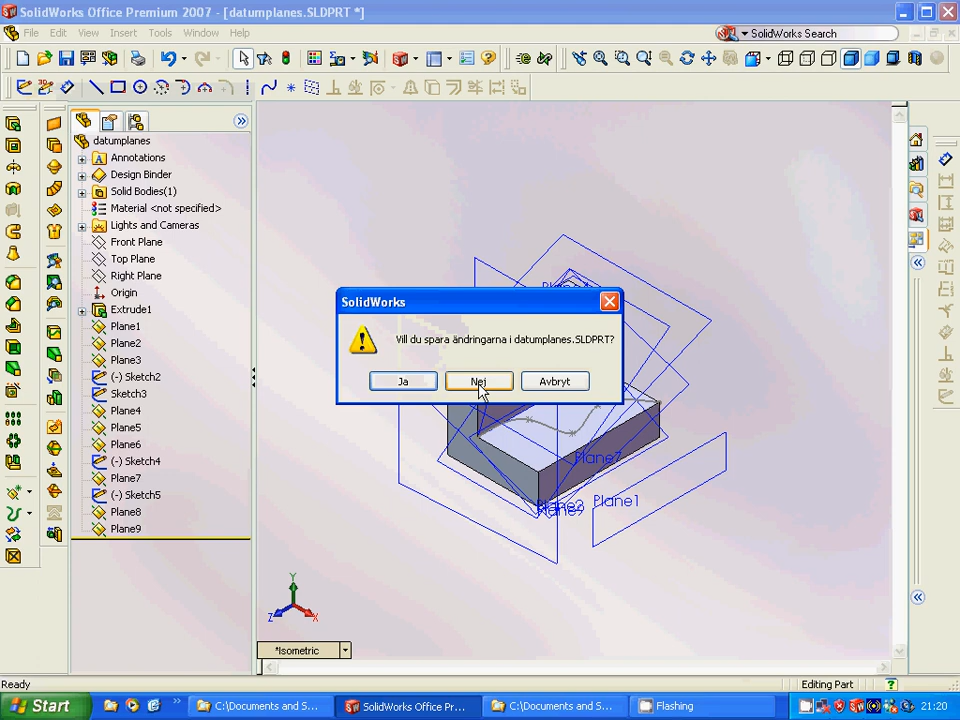 SolidWorks Office Premium 2007 - [datumplanes.SLDPRT *]
File Edit View Insert Tools Window Help
SolidWorks Search
datumplanes
Annotations
Design Binder
Solid Bodies(1)
Material <not specified>
Lights and Cameras
Front Plane
Top Plane
Right Plane
Origin
Extrude1
Plane1
Plane2
Plane3
(-) Sketch2
Sketch3
Plane4
Plane5
Plane6
(-) Sketch4
Plane7
(-) Sketch5
Plane8
Plane9
SolidWorks
Vill du spara ändringarna i datumplanes.SLDPRT?
Ja Nej Avbryt
Plane7
Plane1
Y
Z X
*Isometric
Ready
Editing Part
Start
C:\Documents and S...
SolidWorks Office Pr...
C:\Documents and S...
Flashing
21:20